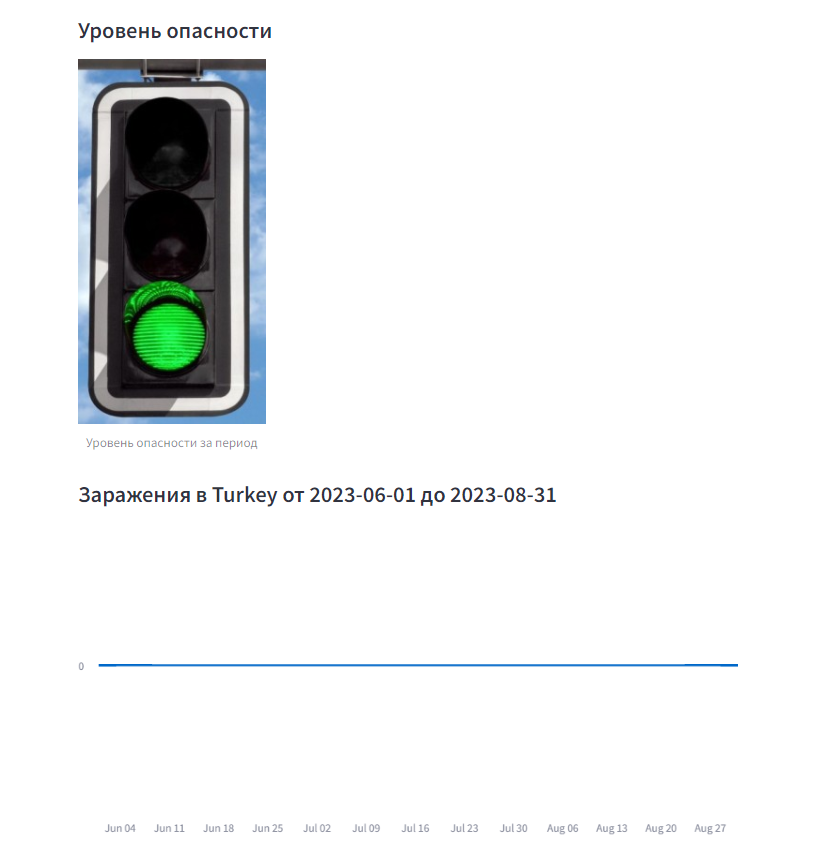 Уровень опасности
Уровень опасности за период
Заражения в Turkey от 2023-06-01 до 2023-08-31
0
Jun 04 Jun 11 Jun 18 Jun 25 Jul 02 Jul 09 Jul 16 Jul 23 Jul 30 Aug 06 Aug 13 Aug 20 Aug 27